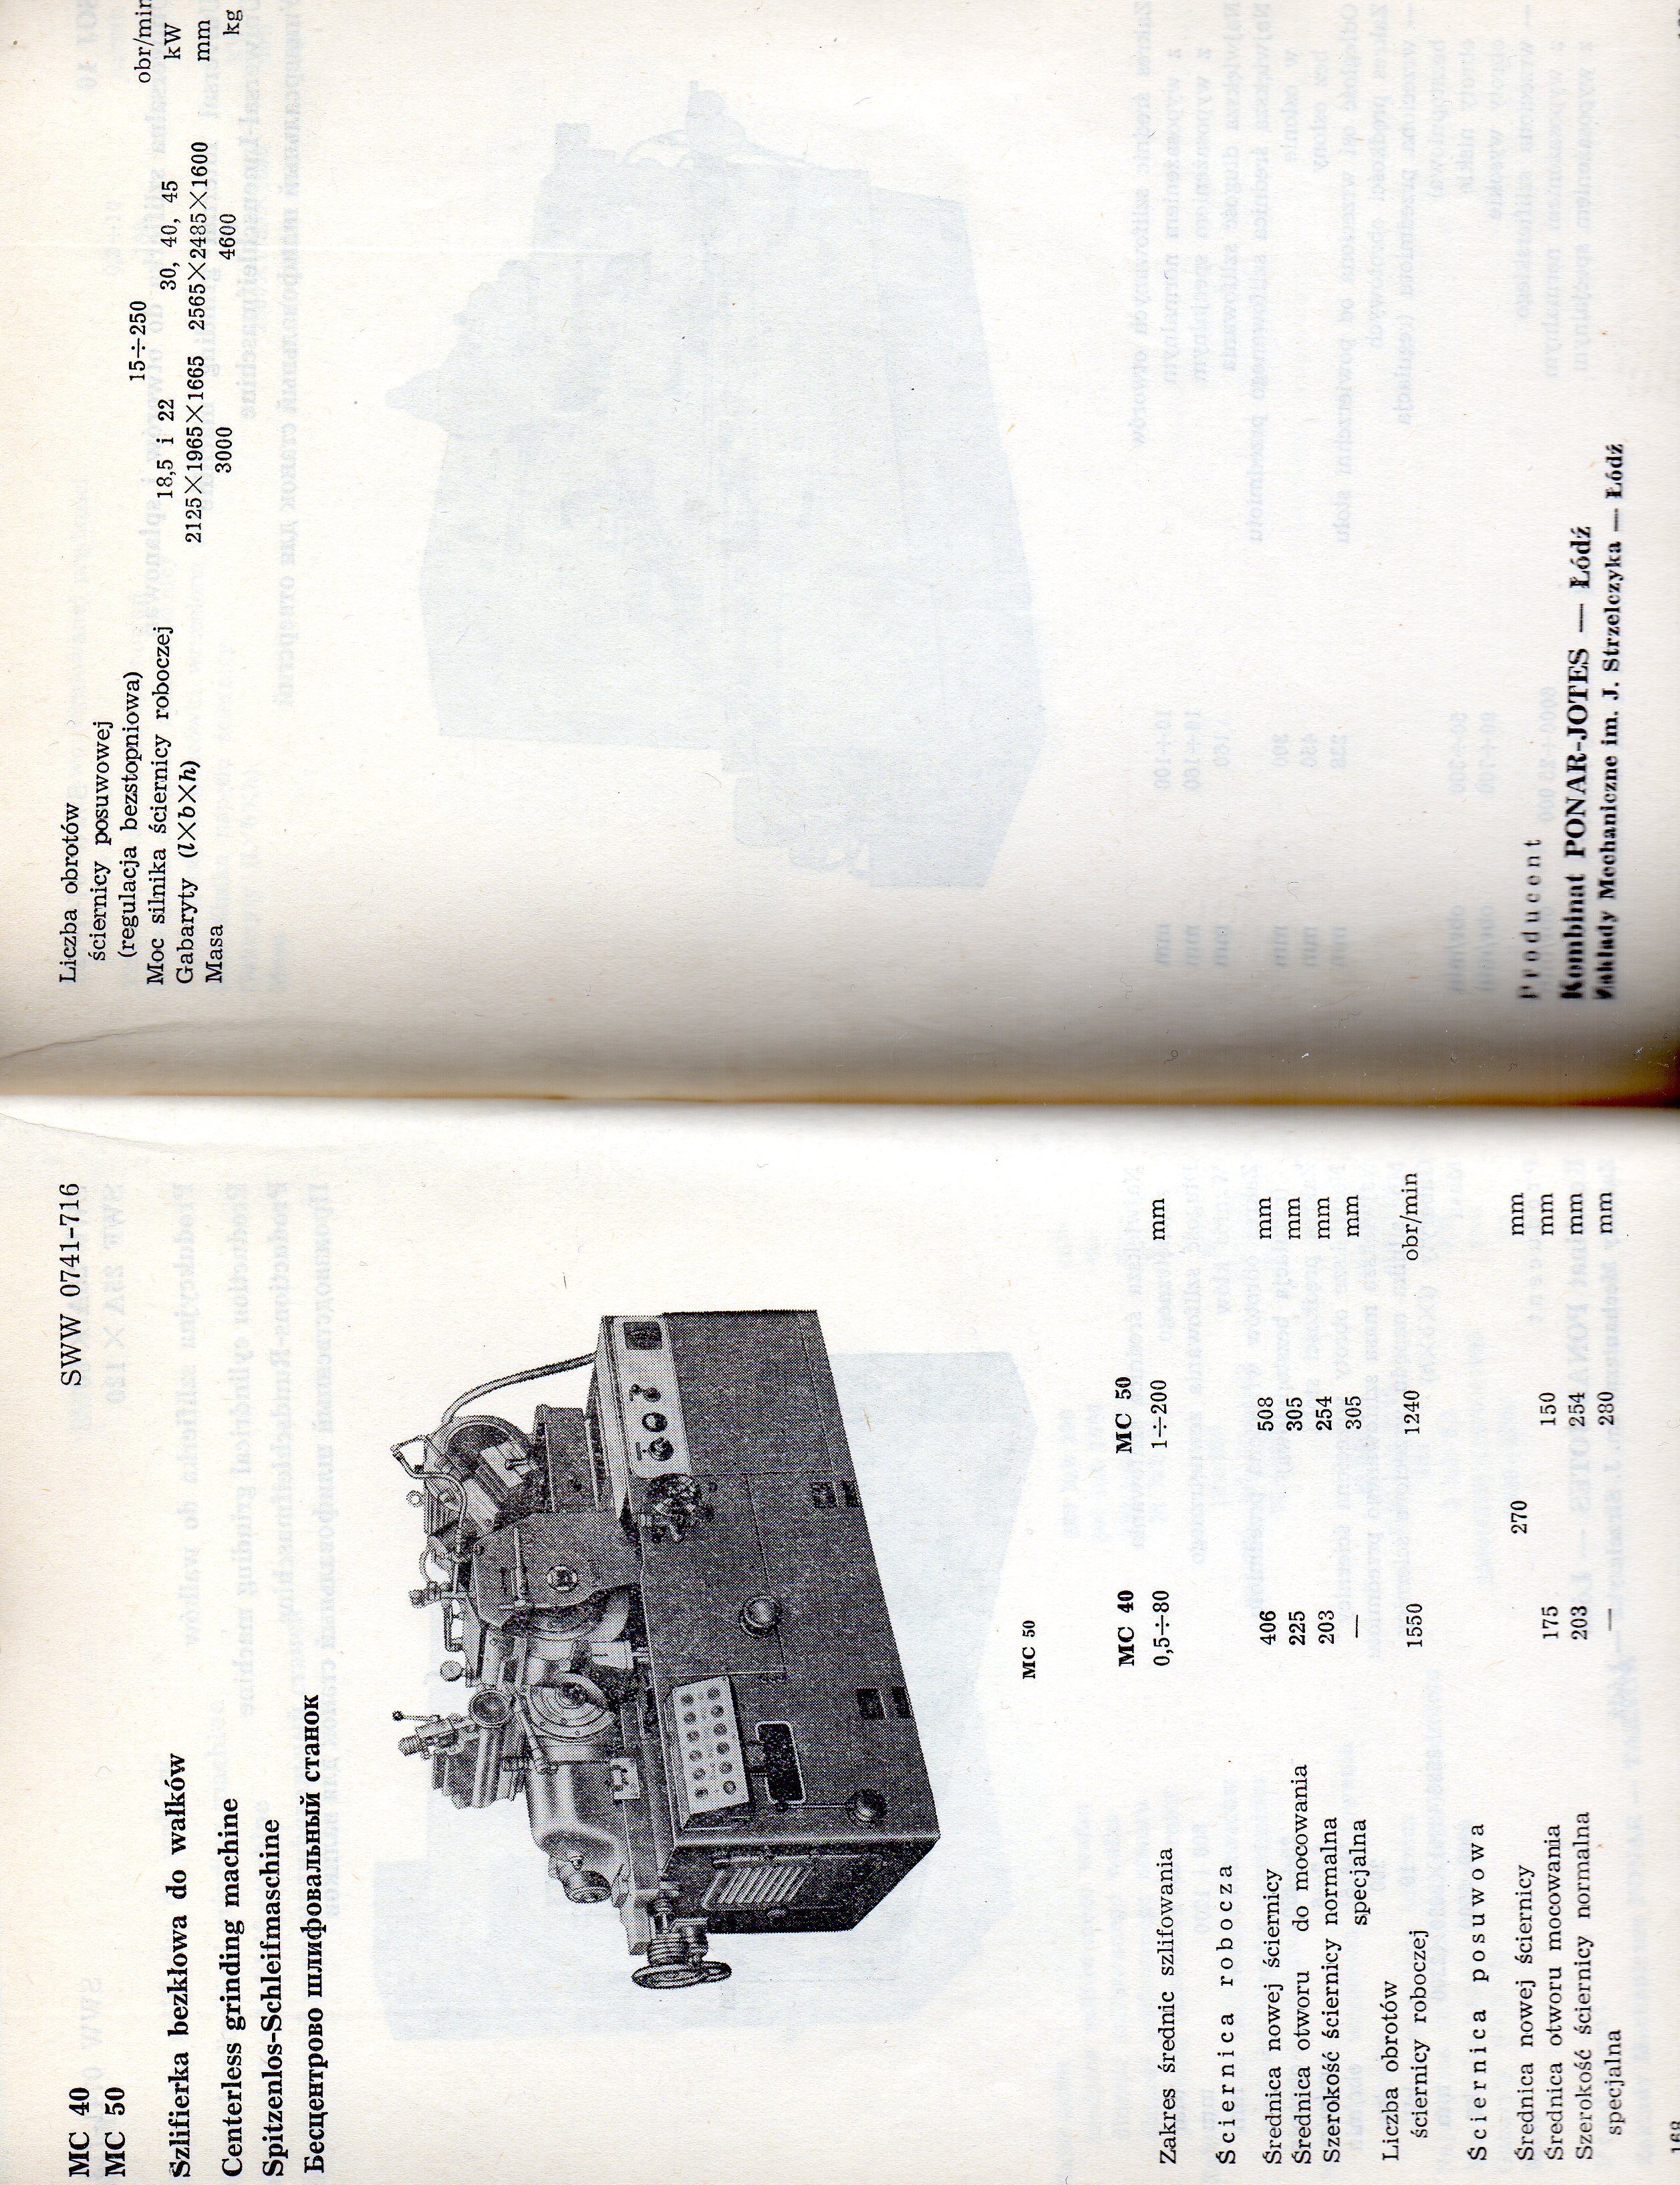 MC 40
MC 50
SWW 0741-716
Szlifierka bezkłowa do wałków
Centerless grinding machine
Spitzenlos-Schleifmaschine
Бесцентрово шлифовальный станок
MC 50
MC 40 MC 50
Zakres średnic szlifowania 0,5÷80 1÷200 mm
Ściernica robocza
Średnica nowej ściernicy 406 508 mm
Średnica otworu do mocowania 225 305 mm
Szerokość ściernicy normalna 203 254 mm
specjalna — 305 mm
Liczba obrotów
ściernicy roboczej 1550 1240 obr/min
Ściernica posuwowa
Średnica nowej ściernicy 270 mm
Średnica otworu mocowania 175 150 mm
Szerokość ściernicy normalna 203 254 mm
specjalna — 280 mm
168
Liczba obrotów
ściernicy posuwowej
(regulacja bezstopniowa) 15÷250 obr/min
Moc silnika ściernicy roboczej 18,5 i 22 30, 40, 45 kW
Gabaryty (l×b×h) 2125×1965×1665 2565×2485×1600 mm
Masa 3000 4600 kg
Producent
Kombinat PONAR-JOTES — Łódź
Zakłady Mechaniczne im. J. Strzelczyka — Łódź